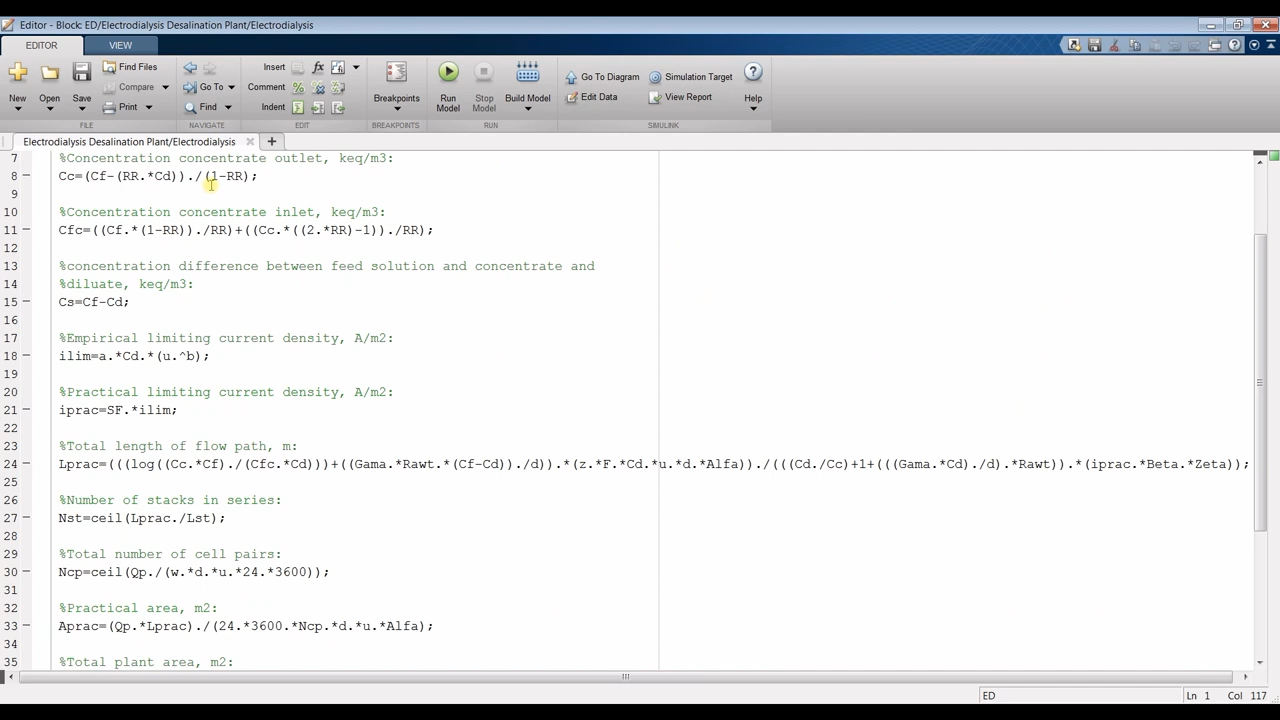 Editor - Block: ED/Electrodialysis Desalination Plant/Electrodialysis
EDITOR VIEW
New Open Save Find Files Compare Print
FILE
Go To Find
NAVIGATE
Insert fx
Comment %
Indent
EDIT
Breakpoints
BREAKPOINTS
Run Model Stop Model Build Model
RUN
Go To Diagram Simulation Target
Edit Data View Report
Help
SIMULINK
Electrodialysis Desalination Plant/Electrodialysis
7 %Concentration concentrate outlet, keq/m3:
8 Cc=(Cf-(RR.*Cd))./(1-RR);
9
10 %Concentration concentrate inlet, keq/m3:
11 Cfc=((Cf.*(1-RR))./RR)+((Cc.*((2.*RR)-1))./RR);
12
13 %concentration difference between feed solution and concentrate and
14 %diluate, keq/m3:
15 Cs=Cf-Cd;
16
17 %Empirical limiting current density, A/m2:
18 ilim=a.*Cd.*(u.^b);
19
20 %Practical limiting current density, A/m2:
21 iprac=SF.*ilim;
22
23 %Total length of flow path, m:
24 Lprac=(((log((Cc.*Cf)./(Cfc.*Cd)))+((Gama.*Rawt.*(Cf-Cd))./d)).*(z.*F.*Cd.*u.*d.*Alfa))./(((Cd./Cc)+1+(((Gama.*Cd)./d).*Rawt)).*(iprac.*Beta.*Zeta));
25
26 %Number of stacks in series:
27 Nst=ceil(Lprac./Lst);
28
29 %Total number of cell pairs:
30 Ncp=ceil(Qp./(w.*d.*u.*24.*3600));
31
32 %Practical area, m2:
33 Aprac=(Qp.*Lprac)./(24.*3600.*Ncp.*d.*u.*Alfa);
34
35 %Total plant area, m2:
ED Ln 1 Col 117